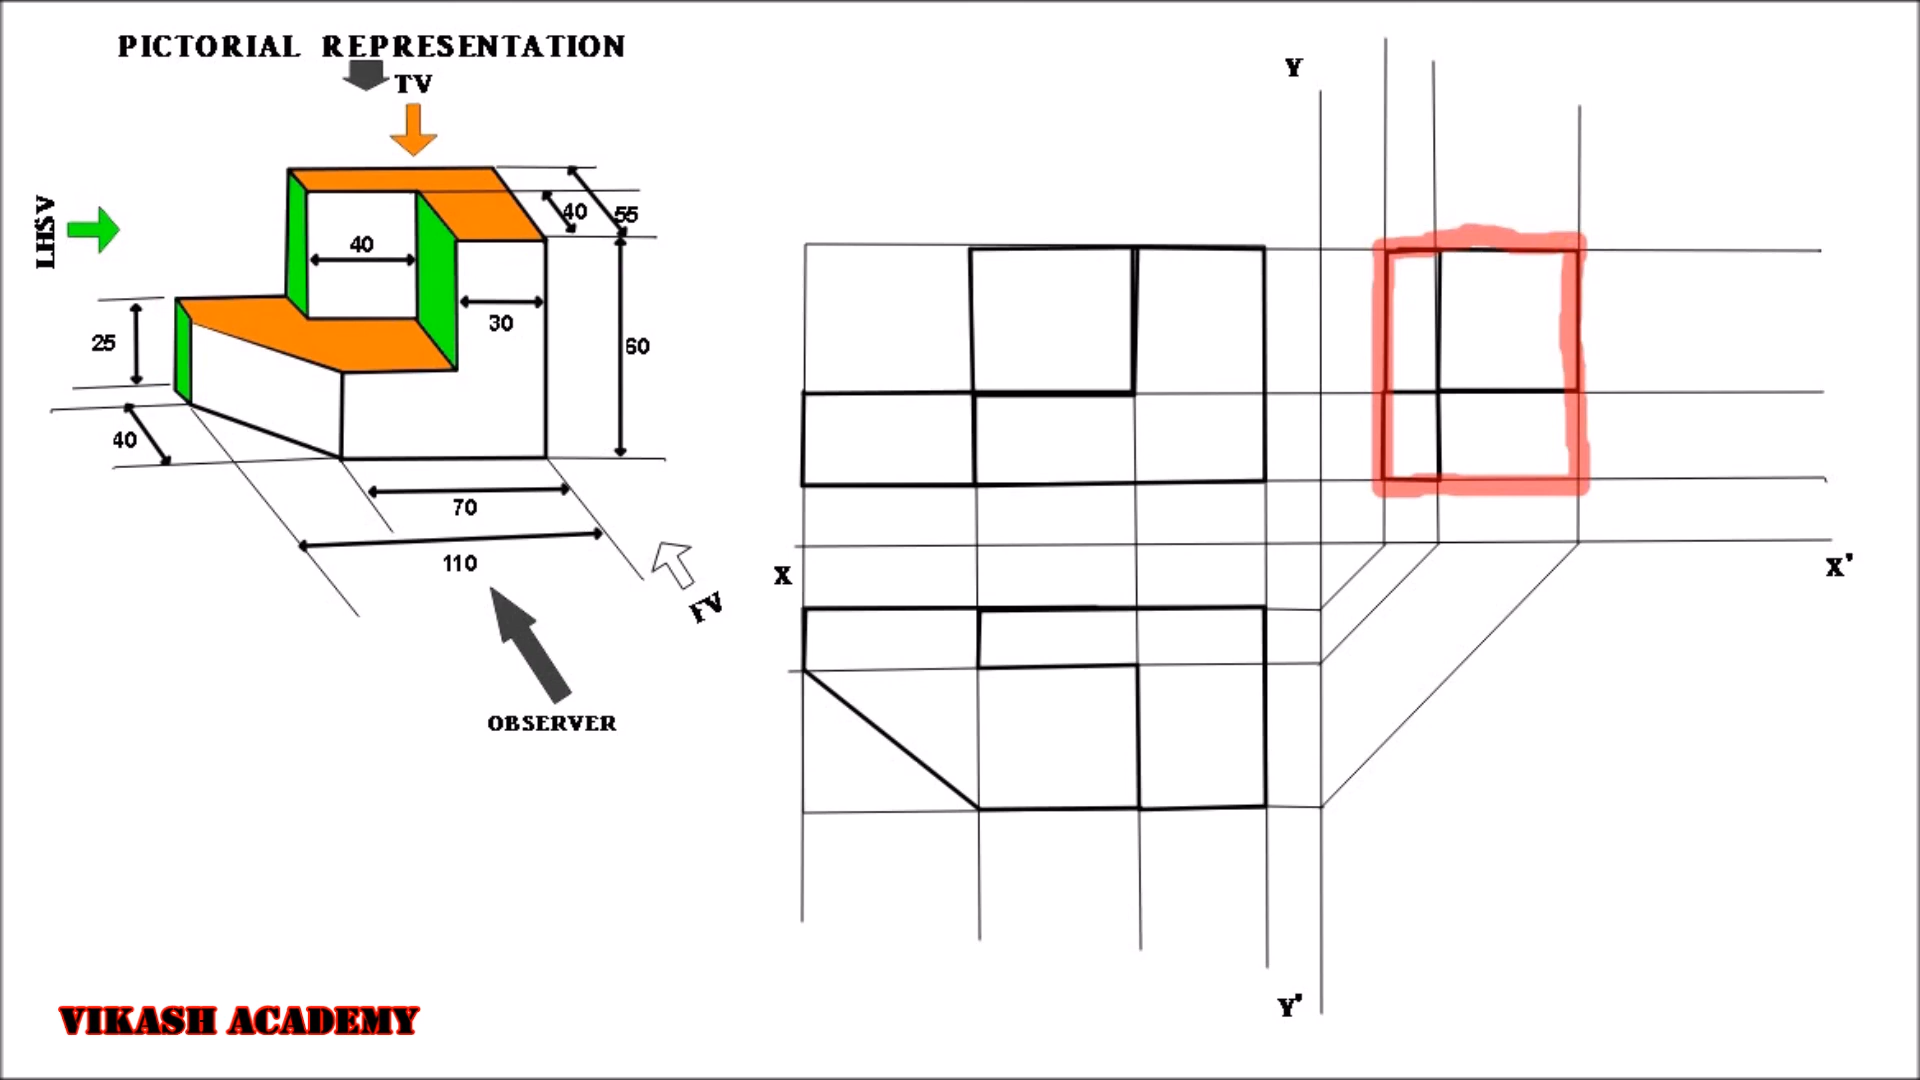 PICTORIAL REPRESENTATION
TV
LHSV
40
55
40
30
25
60
40
70
110
FV
OBSERVER
Y
X
X'
Y'
VIKASH ACADEMY